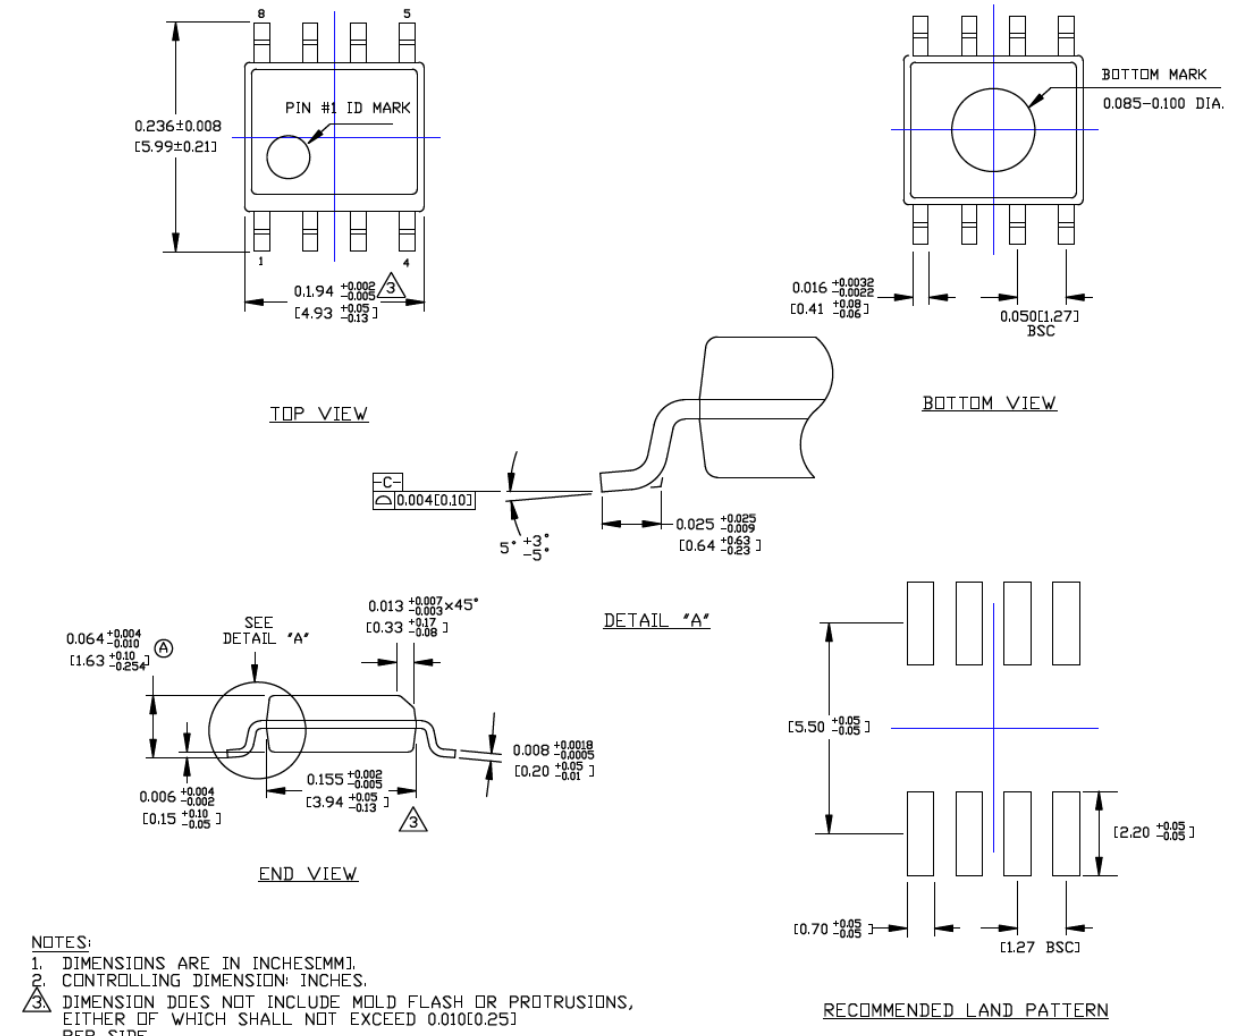 8 5
PIN #1 ID MARK
0.236±0.008
[5.99±0.21]
1 4
0.1.94 +0.002 -0.005 3
[4.93 +0.05 -0.13 ]
TOP VIEW
BOTTOM MARK
0.085-0.100 DIA.
0.016 +0.0032 -0.0022
[0.41 +0.08 -0.06 ]
0.050[1.27]
BSC
BOTTOM VIEW
-C-
0.004[0.10]
5° +3° -5°
0.025 +0.025 -0.009
[0.64 +0.63 -0.23 ]
DETAIL "A"
SEE
DETAIL "A"
0.013 +0.007 -0.003 ×45°
[0.33 +0.17 -0.08 ]
0.064 +0.004 -0.010
[1.63 +0.10 -0.254 ] A
0.006 +0.004 -0.002
[0.15 +0.10 -0.05 ]
0.155 +0.002 -0.005
[3.94 +0.05 -0.13 ]
3
0.008 +0.0018 -0.0005
[0.20 +0.05 -0.01 ]
END VIEW
[5.50 +0.05 -0.05 ]
[2.20 +0.05 -0.05 ]
[0.70 +0.05 -0.05 ]
[1.27 BSC]
RECOMMENDED LAND PATTERN
NOTES:
1. DIMENSIONS ARE IN INCHES[MM].
2. CONTROLLING DIMENSION: INCHES.
3. DIMENSION DOES NOT INCLUDE MOLD FLASH OR PROTRUSIONS,
EITHER OF WHICH SHALL NOT EXCEED 0.010[0.25]
PER SIDE